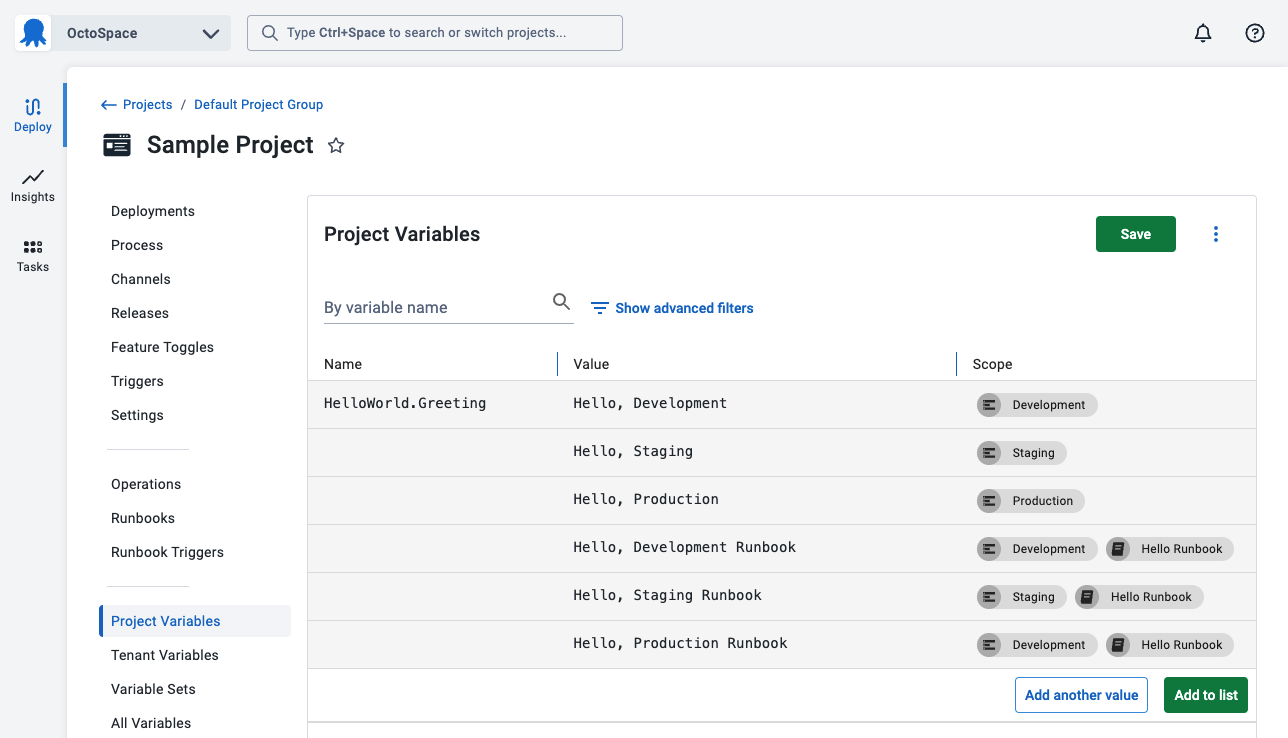 OctoSpace
Type Ctrl+Space to search or switch projects...
Deploy
Insights
Tasks
Projects / Default Project Group
Sample Project
Deployments
Process
Channels
Releases
Feature Toggles
Triggers
Settings
Operations
Runbooks
Runbook Triggers
Project Variables
Tenant Variables
Variable Sets
All Variables
Project Variables
Save
By variable name
Show advanced filters
Name Value Scope
HelloWorld.Greeting Hello, Development Development
Hello, Staging Staging
Hello, Production Production
Hello, Development Runbook Development Hello Runbook
Hello, Staging Runbook Staging Hello Runbook
Hello, Production Runbook Development Hello Runbook
Add another value Add to list